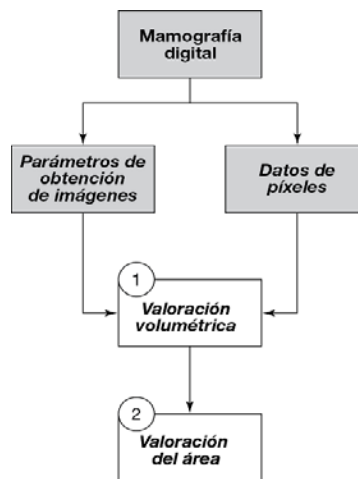 Mamografía
digital
Parámetros de
obtención
de imágenes
Datos de
píxeles
1
Valoración
volumétrica
2
Valoración
del área